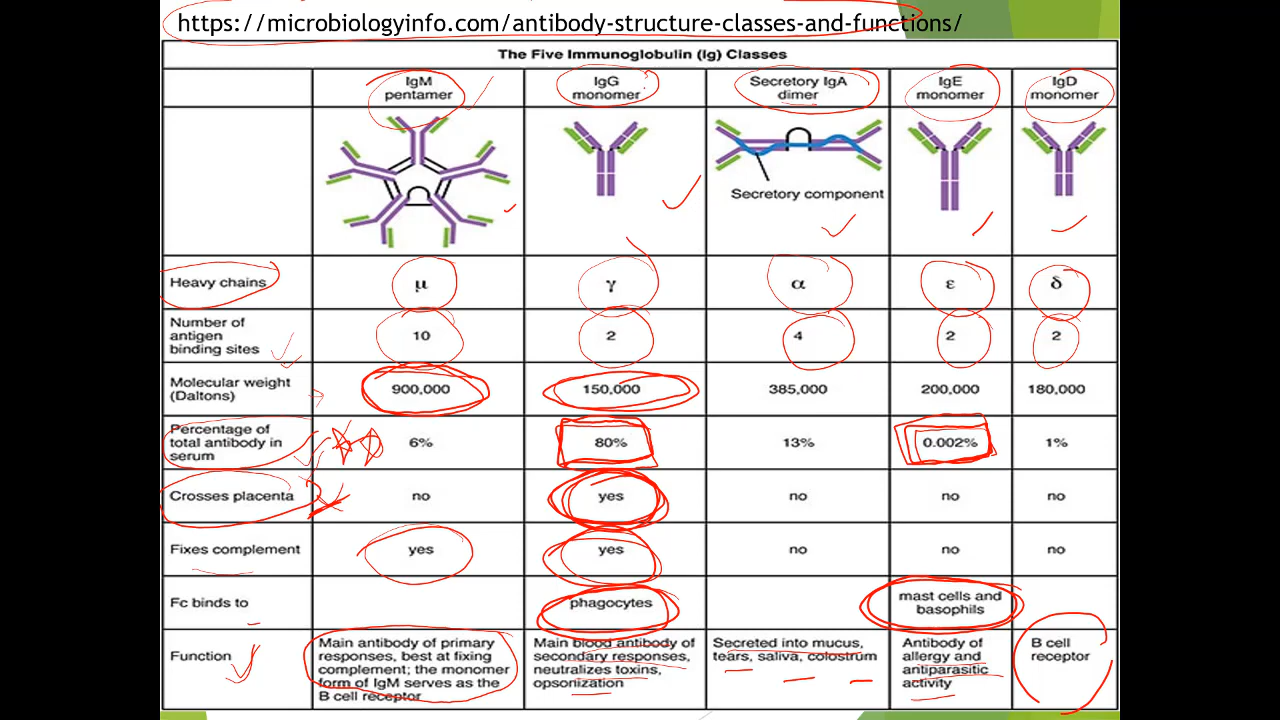 https://microbiologyinfo.com/antibody-structure-classes-and-functions/
The Five Immunoglobulin (Ig) Classes
IgM
pentamer
IgG
monomer
Secretory IgA
dimer
IgE
monomer
IgD
monomer
Secretory component
Heavy chains
μ
γ
α
ε
δ
Number of
antigen
binding sites
10
2
4
2
2
Molecular weight
(Daltons)
900,000
150,000
385,000
200,000
180,000
Percentage of
total antibody in
serum
6%
80%
13%
0.002%
1%
Crosses placenta
no
yes
no
no
no
Fixes complement
yes
yes
no
no
no
Fc binds to
phagocytes
mast cells and
basophils
Function
Main antibody of primary
responses, best at fixing
complement; the monomer
form of IgM serves as the
B cell receptor
Main blood antibody of
secondary responses,
neutralizes toxins,
opsonization
Secreted into mucus,
tears, saliva, colostrum
Antibody of
allergy and
antiparasitic
activity
B cell
receptor